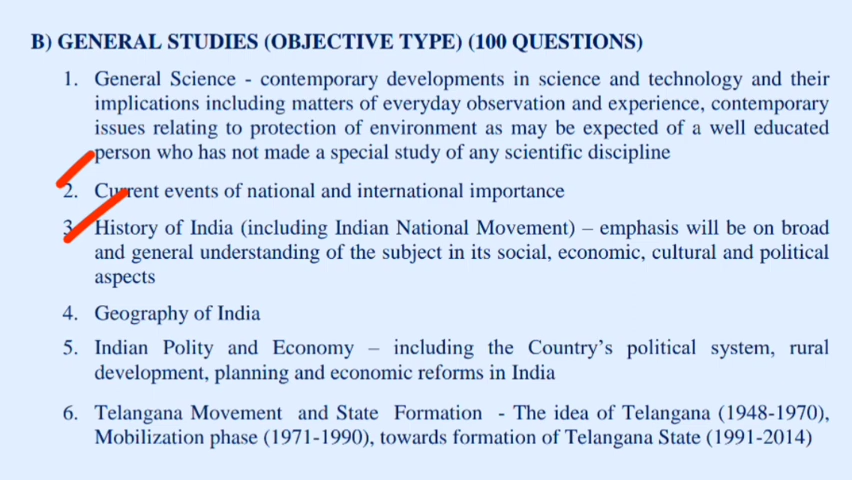 B) GENERAL STUDIES (OBJECTIVE TYPE) (100 QUESTIONS)
1. General Science - contemporary developments in science and technology and their
implications including matters of everyday observation and experience, contemporary
issues relating to protection of environment as may be expected of a well educated
person who has not made a special study of any scientific discipline
2. Current events of national and international importance
3. History of India (including Indian National Movement) – emphasis will be on broad
and general understanding of the subject in its social, economic, cultural and political
aspects
4. Geography of India
5. Indian Polity and Economy – including the Country's political system, rural
development, planning and economic reforms in India
6. Telangana Movement and State Formation - The idea of Telangana (1948-1970),
Mobilization phase (1971-1990), towards formation of Telangana State (1991-2014)